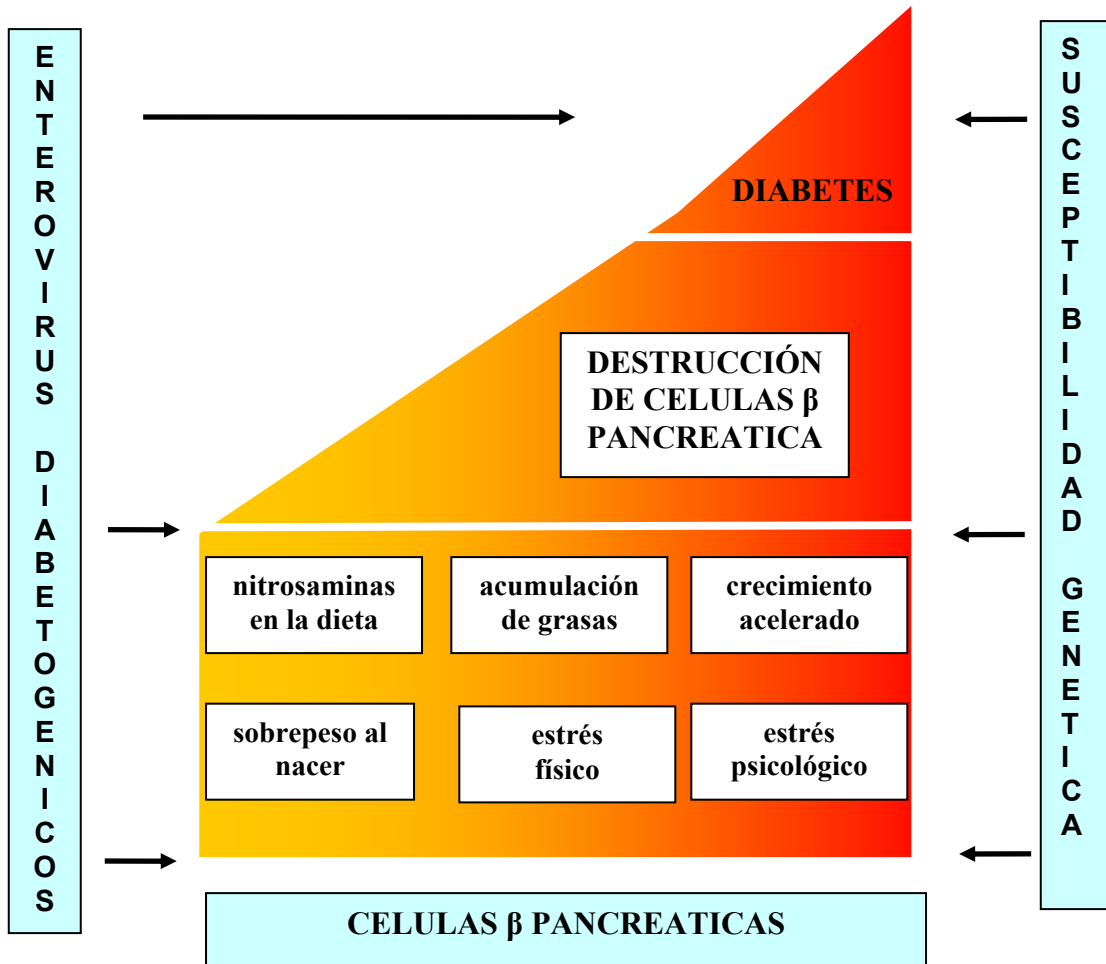 ENTEROVIRUS DIABETOGENICOS
SUSCEPTIBILIDAD GENETICA
DIABETES
DESTRUCCIÓN
DE CELULAS β
PANCREATICA
nitrosaminas
en la dieta
acumulación
de grasas
crecimiento
acelerado
sobrepeso al
nacer
estrés
físico
estrés
psicológico
CELULAS β PANCREATICAS